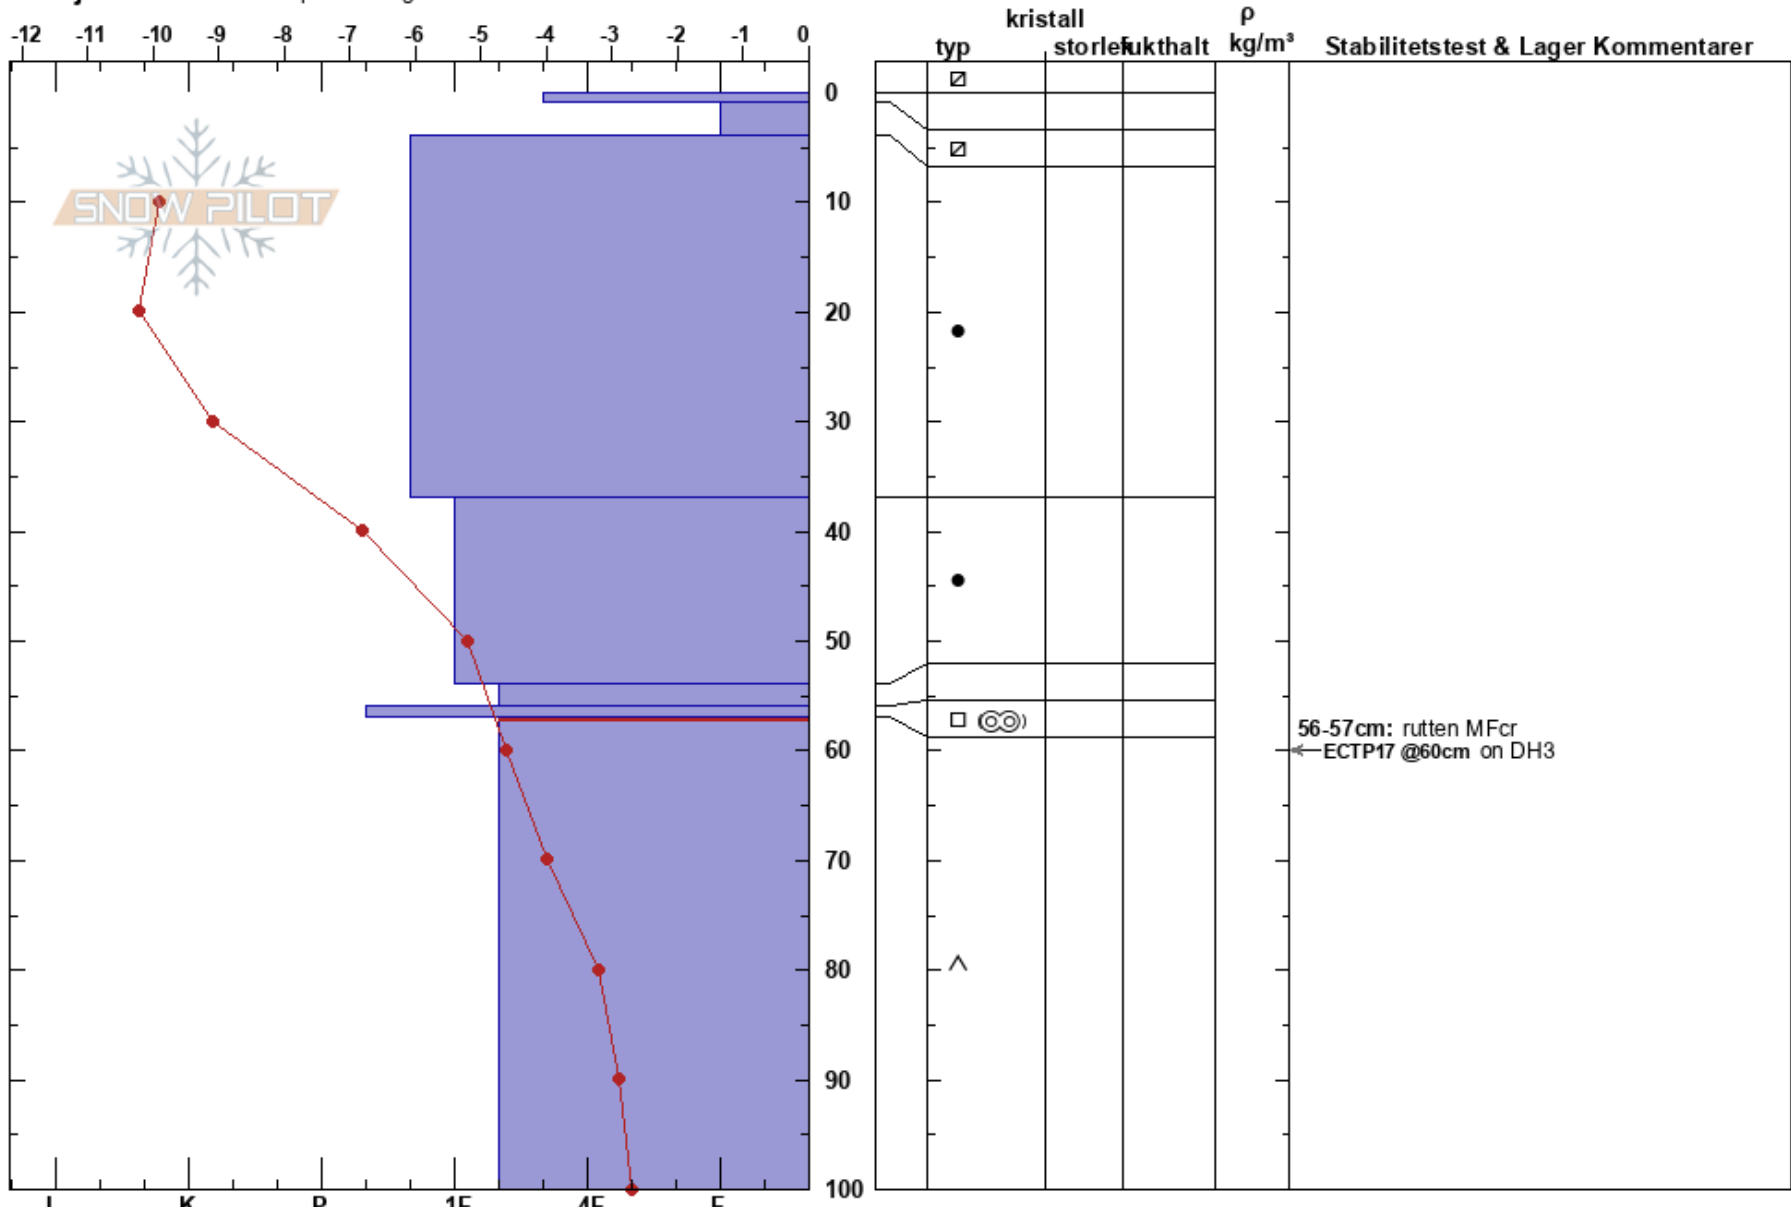 -12 -11 -10 -9 -8 -7 -6 -5 -4 -3 -2 -1 0
kristall
typ storlek fukthalt
ρ
kg/m³
Stabilitetstest & Lager Kommentarer
0
10
20
30
40
50
60
70
80
90
100
SNOW PILOT
56-57cm: rutten MFcr
ECTP17 @60cm on DH3
I K P 1F 4F F